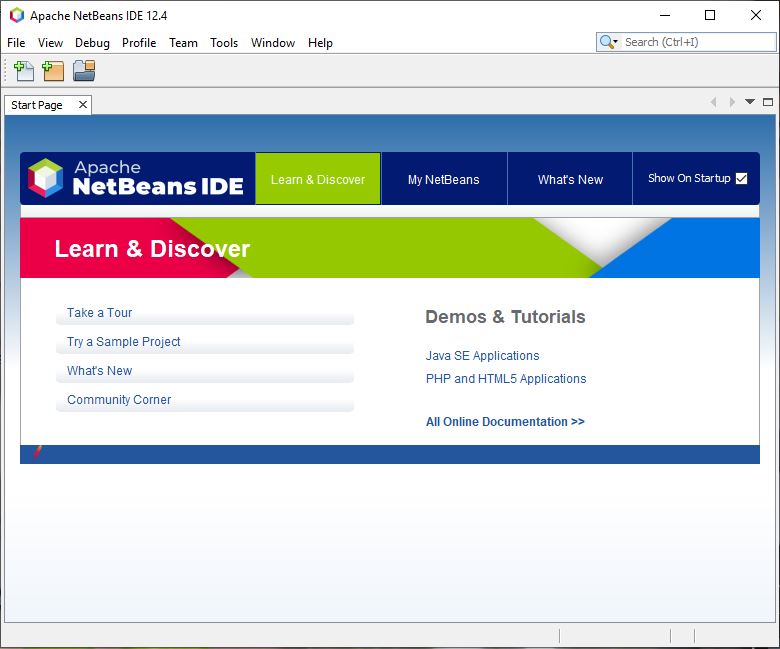 Apache NetBeans IDE 12.4
File View Debug Profile Team Tools Window Help
Search (Ctrl+I)
Start Page
Apache
NetBeans IDE
Learn & Discover
My NetBeans
What's New
Show On Startup
Learn & Discover
Take a Tour
Try a Sample Project
What's New
Community Corner
Demos & Tutorials
Java SE Applications
PHP and HTML5 Applications
All Online Documentation >>